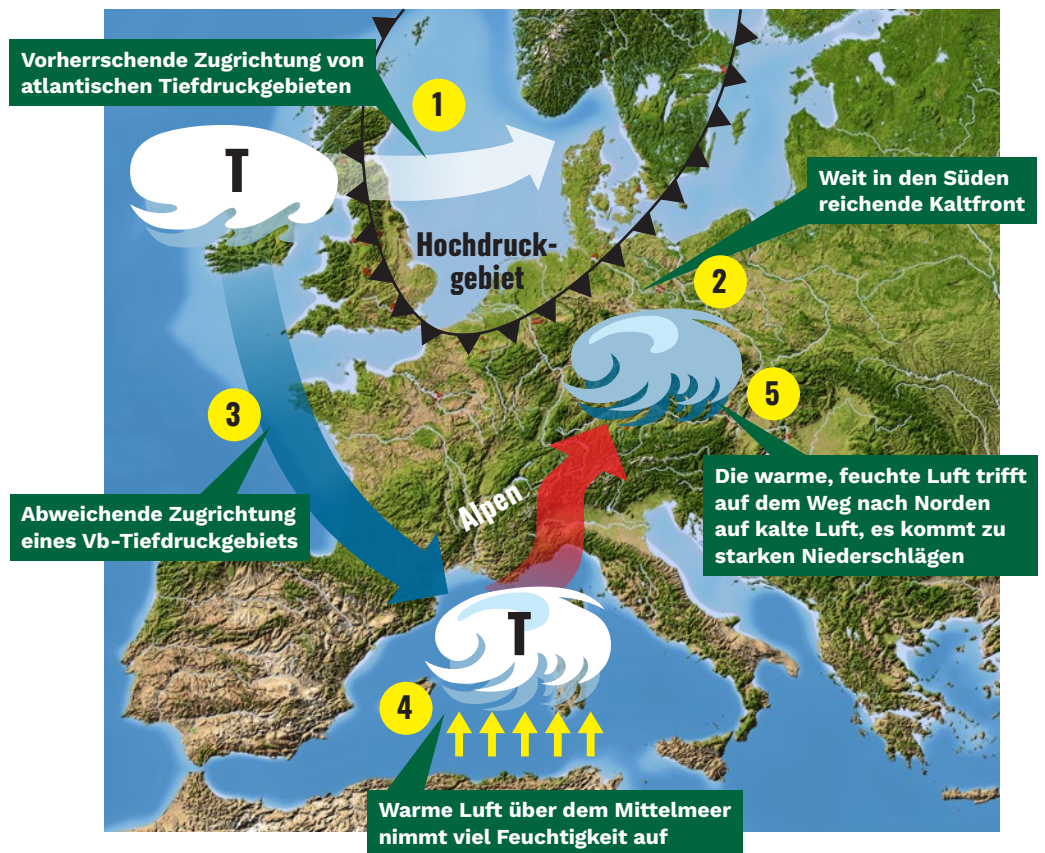 Vorherrschende Zugrichtung von
atlantischen Tiefdruckgebieten
1
T
Weit in den Süden
reichende Kaltfront
Hochdruck-
gebiet
2
3
5
Abweichende Zugrichtung
eines Vb-Tiefdruckgebiets
Alpen
Die warme, feuchte Luft trifft
auf dem Weg nach Norden
auf kalte Luft, es kommt zu
starken Niederschlägen
T
4
Warme Luft über dem Mittelmeer
nimmt viel Feuchtigkeit auf